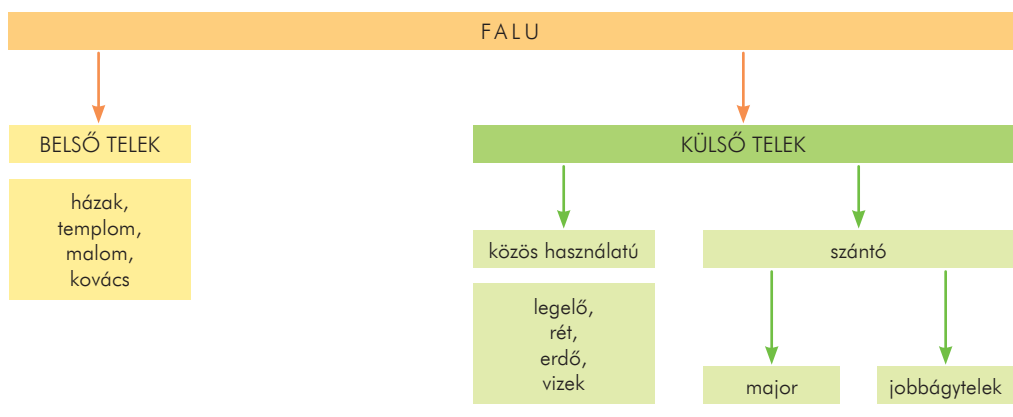 FALU
BELSŐ TELEK
házak,
templom,
malom,
kovács
KÜLSŐ TELEK
közös használatú
legelő,
rét,
erdő,
vizek
szántó
major
jobbágytelek